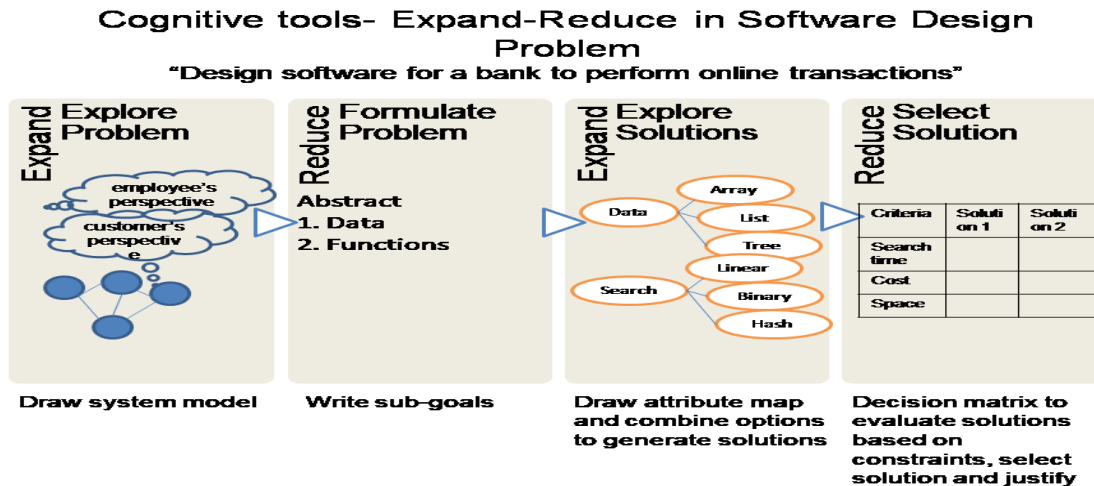 Cognitive tools- Expand-Reduce in Software Design
Problem
“Design software for a bank to perform online transactions”
Expand
Explore
Problem
employee's
perspective
customer's
perspectiv
e
Draw system model
Reduce
Formulate
Problem
Abstract
1. Data
2. Functions
Write sub-goals
Expand
Explore
Solutions
Data
Array
List
Tree
Search
Linear
Binary
Hash
Draw attribute map
and combine options
to generate solutions
Reduce
Select
Solution
Criteria
Soluti
on 1
Soluti
on 2
Search
time
Cost
Space
Decision matrix to
evaluate solutions
based on
constraints, select
solution and justify